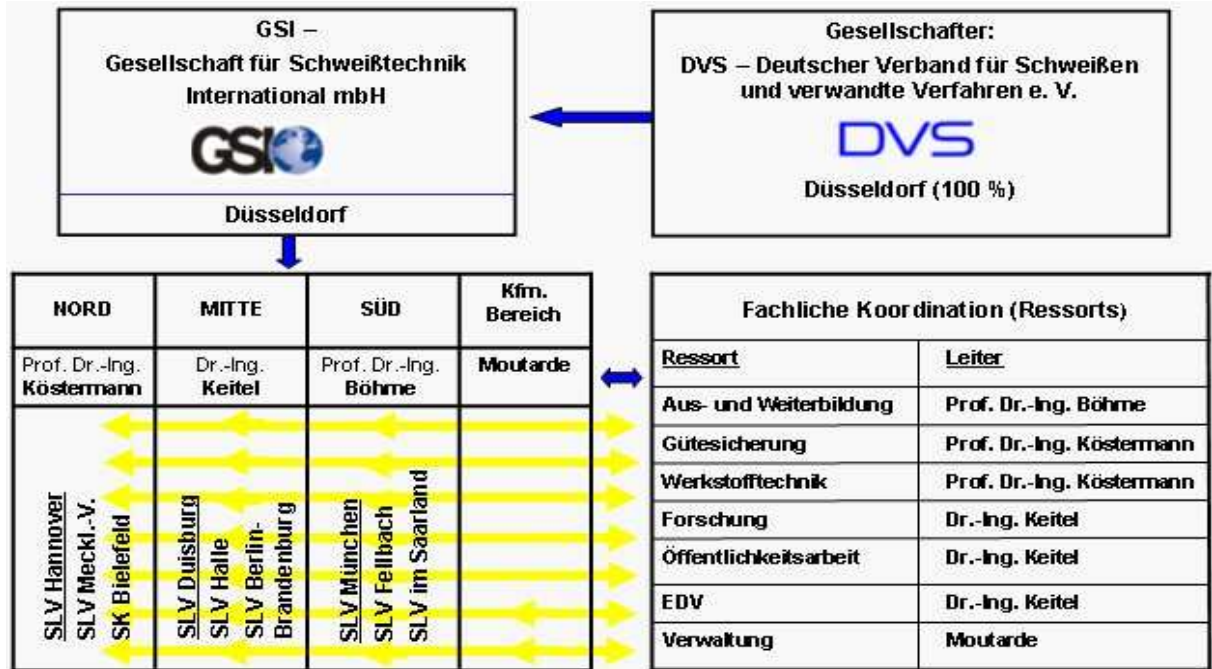 GSI –
Gesellschaft für Schweißtechnik
International mbH
GSI
Düsseldorf
Gesellschafter:
DVS – Deutscher Verband für Schweißen
und verwandte Verfahren e. V.
DVS
Düsseldorf (100 %)
NORD
MITTE
SÜD
Kfm.
Bereich
Prof. Dr.-Ing.
Köstermann
Dr.-Ing.
Keitel
Prof. Dr.-Ing.
Böhme
Moutarde
SLV Hannover
SLV Meckl.-V.
SK Bielefeld
SLV Duisburg
SLV Halle
SLV Berlin-
Brandenburg
SLV München
SLV Fellbach
SLV im Saarland
Fachliche Koordination (Ressorts)
Ressort Leiter
Aus- und Weiterbildung Prof. Dr.-Ing. Böhme
Gütesicherung Prof. Dr.-Ing. Köstermann
Werkstofftechnik Prof. Dr.-Ing. Köstermann
Forschung Dr.-Ing. Keitel
Öffentlichkeitsarbeit Dr.-Ing. Keitel
EDV Dr.-Ing. Keitel
Verwaltung Moutarde